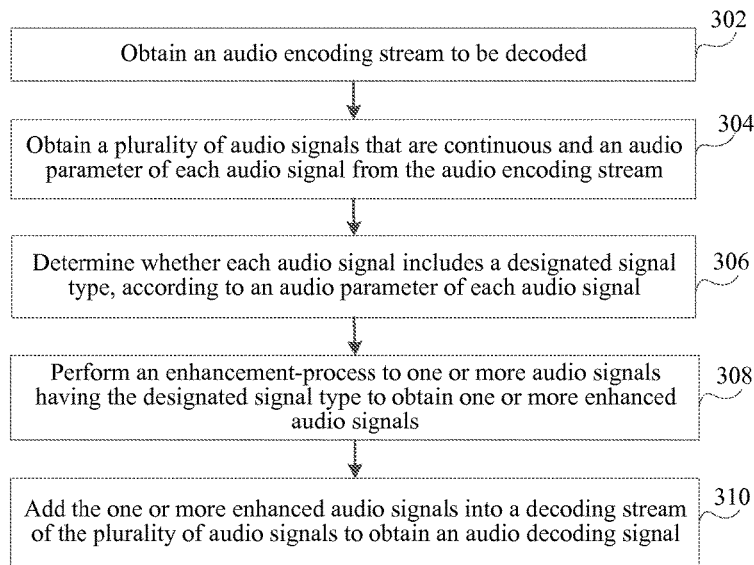 302
Obtain an audio encoding stream to be decoded
304
Obtain a plurality of audio signals that are continuous and an audio
parameter of each audio signal from the audio encoding stream
306
Determine whether each audio signal includes a designated signal
type, according to an audio parameter of each audio signal
308
Perform an enhancement-process to one or more audio signals
having the designated signal type to obtain one or more enhanced
audio signals
310
Add the one or more enhanced audio signals into a decoding stream
of the plurality of audio signals to obtain an audio decoding signal